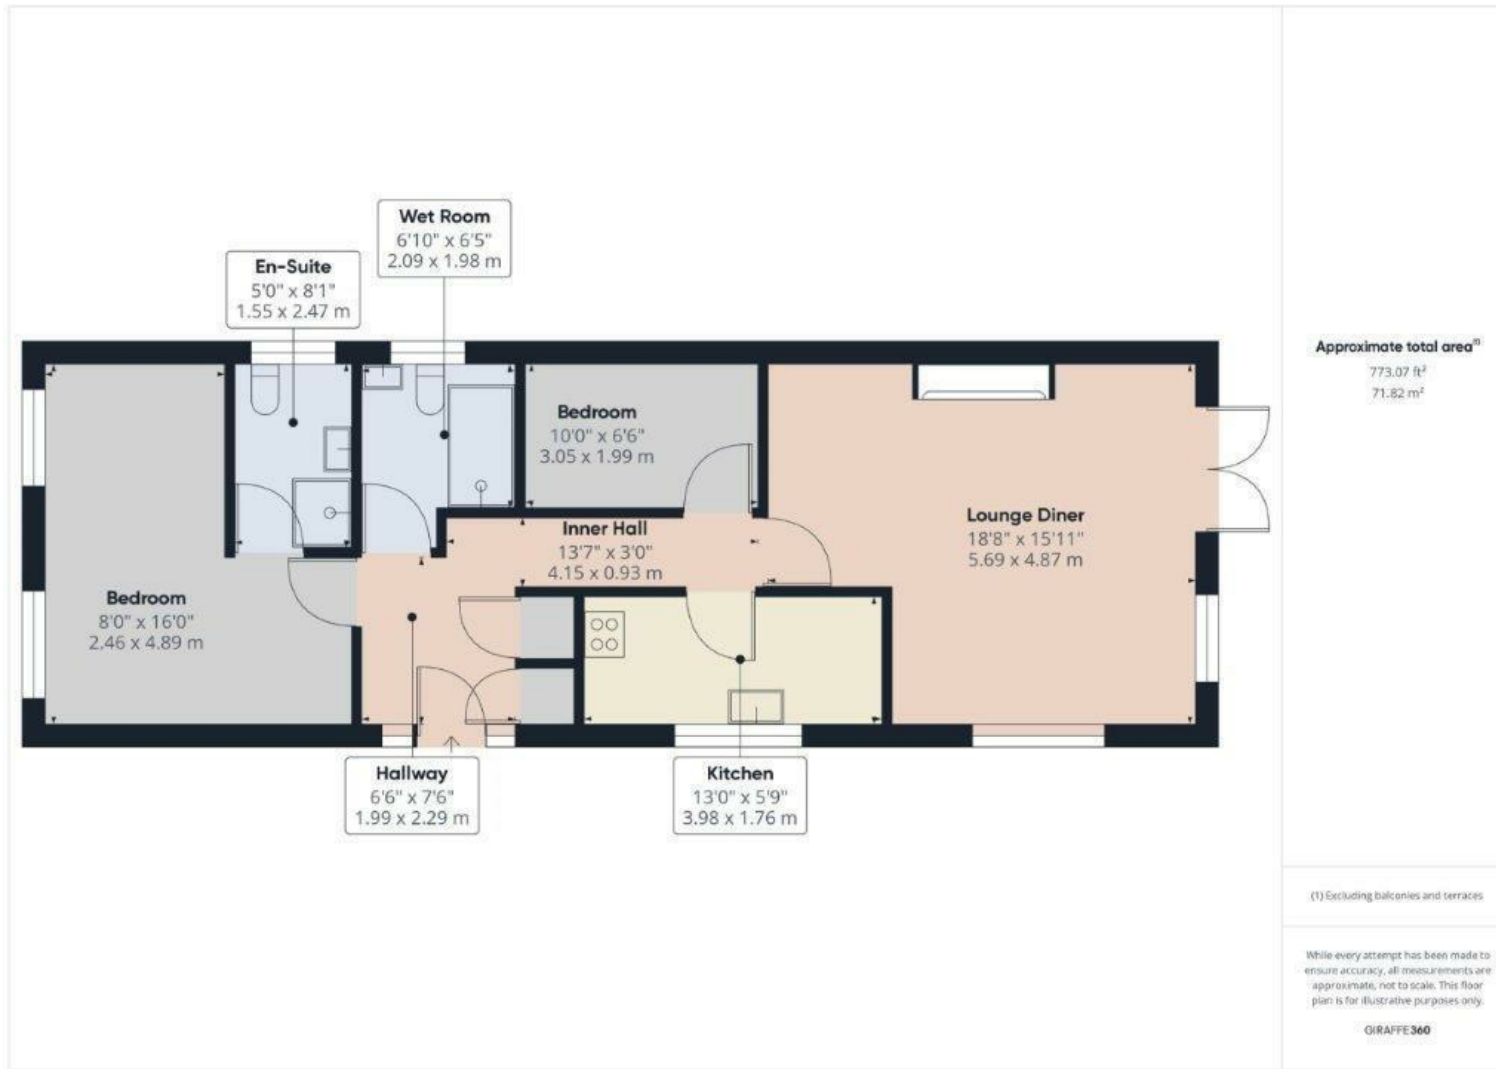 Wet Room
6'10" x 6'5"
2.09 x 1.98 m
En-Suite
5'0" x 8'1"
1.55 x 2.47 m
Bedroom
10'0" x 6'6"
3.05 x 1.99 m
Inner Hall
13'7" x 3'0"
4.15 x 0.93 m
Lounge Diner
18'8" x 15'11"
5.69 x 4.87 m
Bedroom
8'0" x 16'0"
2.46 x 4.89 m
Hallway
6'6" x 7'6"
1.99 x 2.29 m
Kitchen
13'0" x 5'9"
3.98 x 1.76 m
Approximate total area⁽¹⁾
773.07 ft²
71.82 m²
(1) Excluding balconies and terraces
While every attempt has been made to
ensure accuracy, all measurements are
approximate, not to scale. This floor
plan is for illustrative purposes only.
GIRAFFE360